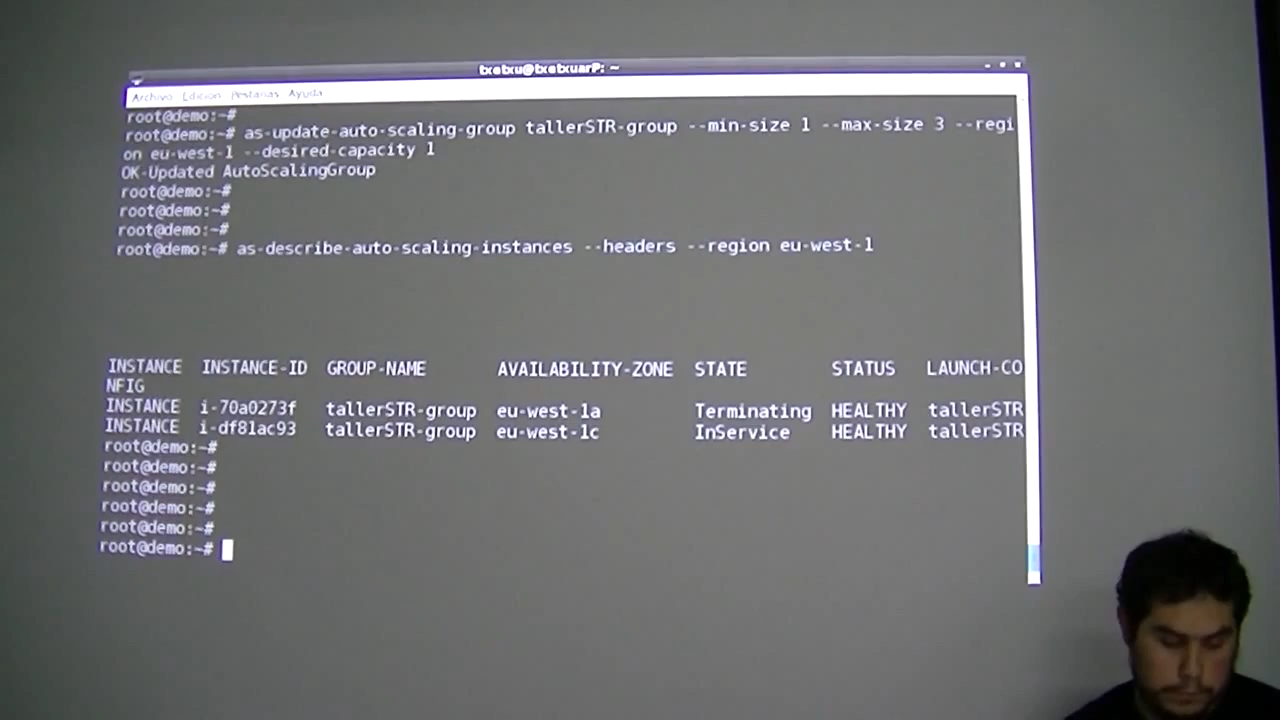 txetxu@txetxuarP: ~
Archivo Edición Pestañas Ayuda
root@demo:~#
root@demo:~# as-update-auto-scaling-group tallerSTR-group --min-size 1 --max-size 3 --regi
on eu-west-1 --desired-capacity 1
OK-Updated AutoScalingGroup
root@demo:~#
root@demo:~#
root@demo:~#
root@demo:~# as-describe-auto-scaling-instances --headers --region eu-west-1
INSTANCE INSTANCE-ID GROUP-NAME AVAILABILITY-ZONE STATE STATUS LAUNCH-CO
NFIG
INSTANCE i-70a0273f tallerSTR-group eu-west-1a Terminating HEALTHY tallerSTR
INSTANCE i-df81ac93 tallerSTR-group eu-west-1c InService HEALTHY tallerSTR
root@demo:~#
root@demo:~#
root@demo:~#
root@demo:~#
root@demo:~#
root@demo:~#